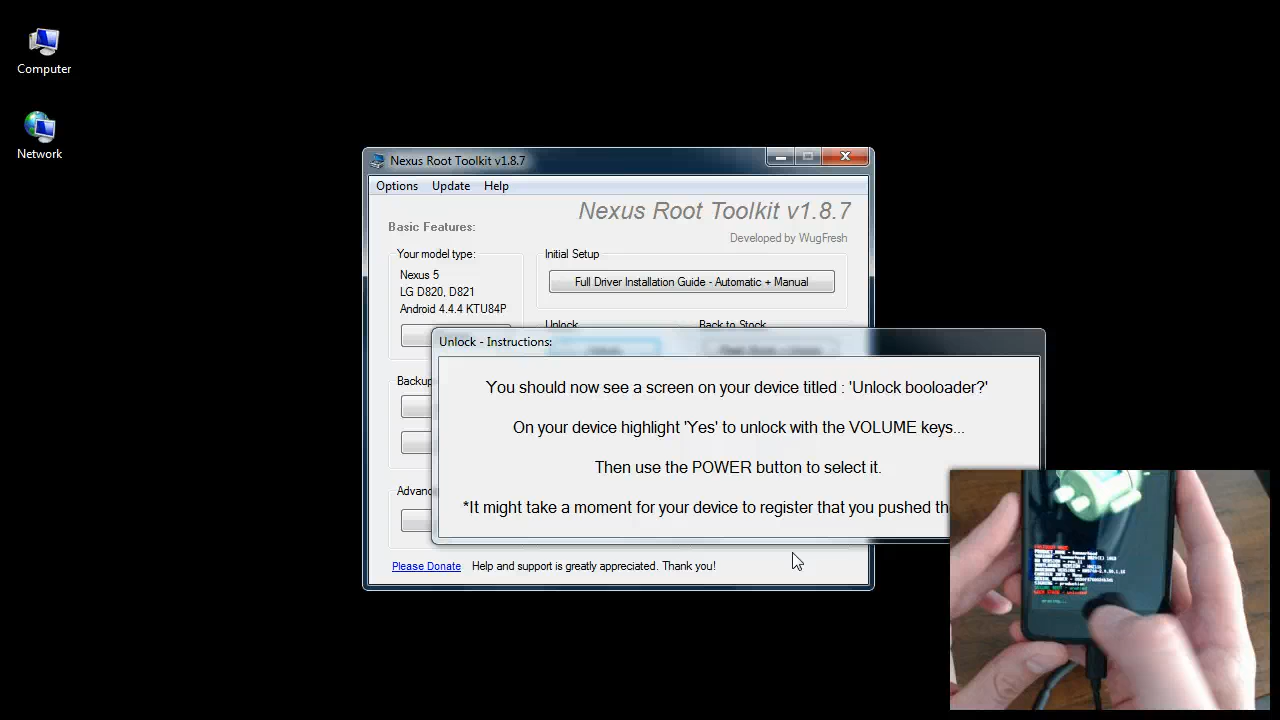 Computer
Network
Nexus Root Toolkit v1.8.7
Options Update Help
Nexus Root Toolkit v1.8.7
Developed by WugFresh
Basic Features:
Your model type:
Nexus 5
LG D820, D821
Android 4.4.4 KTU84P
Initial Setup
Full Driver Installation Guide - Automatic + Manual
Unlock
Back to Stock
Unlock - Instructions:
You should now see a screen on your device titled : 'Unlock booloader?'
On your device highlight 'Yes' to unlock with the VOLUME keys...
Then use the POWER button to select it.
*It might take a moment for your device to register that you pushed th
Backup
Advanc
Please Donate Help and support is greatly appreciated. Thank you!